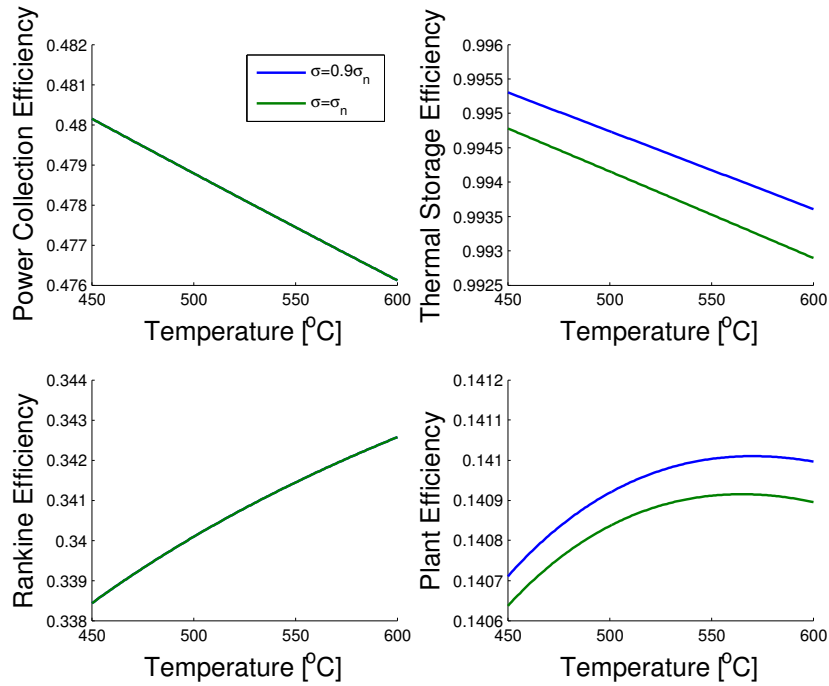 0.482
0.481
0.48
0.479
0.478
0.477
0.476
450 500 550 600
Temperature [°C]
Power Collection Efficiency
σ=0.9σn
σ=σn
0.996
0.9955
0.995
0.9945
0.994
0.9935
0.993
0.9925
450 500 550 600
Temperature [°C]
Thermal Storage Efficiency
0.344
0.343
0.342
0.341
0.34
0.339
0.338
450 500 550 600
Temperature [°C]
Rankine Efficiency
0.1412
0.1411
0.141
0.1409
0.1408
0.1407
0.1406
450 500 550 600
Temperature [°C]
Plant Efficiency